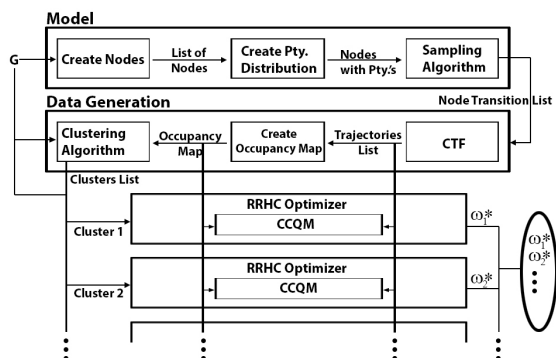 Model
G
Create Nodes
List of
Nodes
Create Pty.
Distribution
Nodes
with Pty.'s
Sampling
Algorithm
Node Transition List
Data Generation
Clustering
Algorithm
Occupancy
Map
Create
Occupancy Map
Trajectories
List
CTF
Clusters List
RRHC Optimizer
CCQM
Cluster 1
ω₁*
RRHC Optimizer
CCQM
Cluster 2
ω₂*
ω₁*
ω₂*